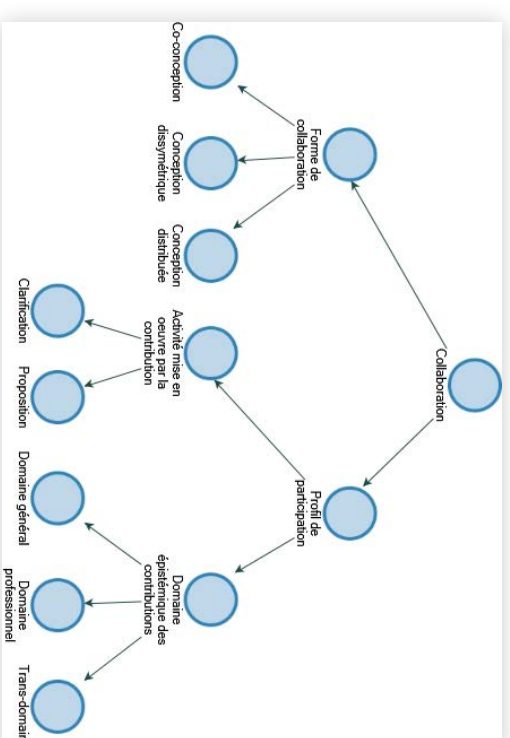 Collaboration
Forme de
collaboration
Profil de
participation
Co-conception
Conception
dissymétrique
Conception
distribuée
Activité mise en
oeuvre par la
contribution
Domaine
épistémique des
contributions
Clarification
Proposition
Domaine général
Domaine
professionnel